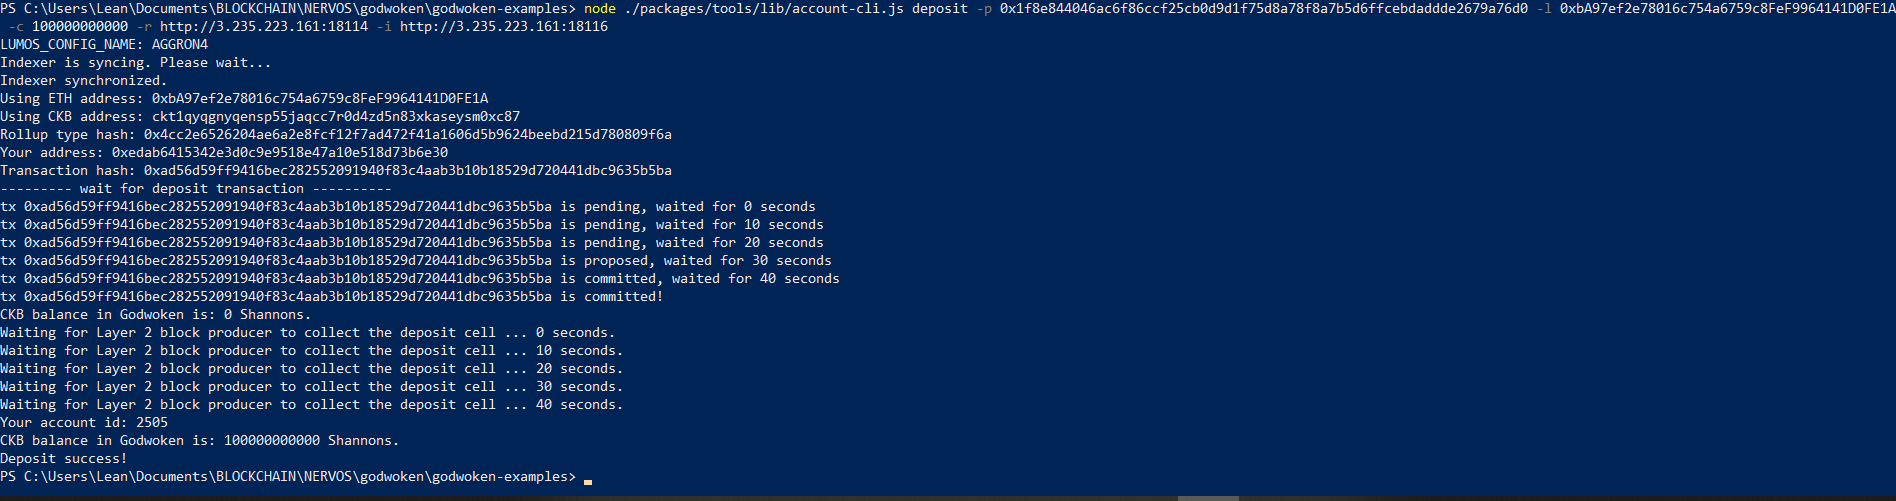 PS C:\Users\Lean\Documents\BLOCKCHAIN\NERVOS\godwoken\godwoken-examples> node ./packages/tools/lib/account-cli.js deposit -p 0x1f8e844046ac6f86ccf25cb0d9d1f75d8a78f8a7b5d6ffcebdaddde2679a76d0 -l 0xbA97ef2e78016c754a6759c8FeF9964141D0FE1A
-c 100000000000 -r http://3.235.223.161:18114 -i http://3.235.223.161:18116
LUMOS_CONFIG_NAME: AGGRON4
Indexer is syncing. Please wait...
Indexer synchronized.
Using ETH address: 0xbA97ef2e78016c754a6759c8FeF9964141D0FE1A
Using CKB address: ckt1qyqgnyqensp55jaqcc7r0d4zd5n83xkaseysm0xc87
Rollup type hash: 0x4cc2e6526204ae6a2e8fcf12f7ad472f41a1606d5b9624beebd215d780809f6a
Your address: 0xedab6415342e3d0c9e9518e47a10e518d73b6e30
Transaction hash: 0xad56d59ff9416bec282552091940f83c4aab3b10b18529d720441dbc9635b5ba
--------- wait for deposit transaction ----------
tx 0xad56d59ff9416bec282552091940f83c4aab3b10b18529d720441dbc9635b5ba is pending, waited for 0 seconds
tx 0xad56d59ff9416bec282552091940f83c4aab3b10b18529d720441dbc9635b5ba is pending, waited for 10 seconds
tx 0xad56d59ff9416bec282552091940f83c4aab3b10b18529d720441dbc9635b5ba is pending, waited for 20 seconds
tx 0xad56d59ff9416bec282552091940f83c4aab3b10b18529d720441dbc9635b5ba is proposed, waited for 30 seconds
tx 0xad56d59ff9416bec282552091940f83c4aab3b10b18529d720441dbc9635b5ba is committed, waited for 40 seconds
tx 0xad56d59ff9416bec282552091940f83c4aab3b10b18529d720441dbc9635b5ba is committed!
CKB balance in Godwoken is: 0 Shannons.
Waiting for Layer 2 block producer to collect the deposit cell ... 0 seconds.
Waiting for Layer 2 block producer to collect the deposit cell ... 10 seconds.
Waiting for Layer 2 block producer to collect the deposit cell ... 20 seconds.
Waiting for Layer 2 block producer to collect the deposit cell ... 30 seconds.
Waiting for Layer 2 block producer to collect the deposit cell ... 40 seconds.
Your account id: 2505
CKB balance in Godwoken is: 100000000000 Shannons.
Deposit success!
PS C:\Users\Lean\Documents\BLOCKCHAIN\NERVOS\godwoken\godwoken-examples>